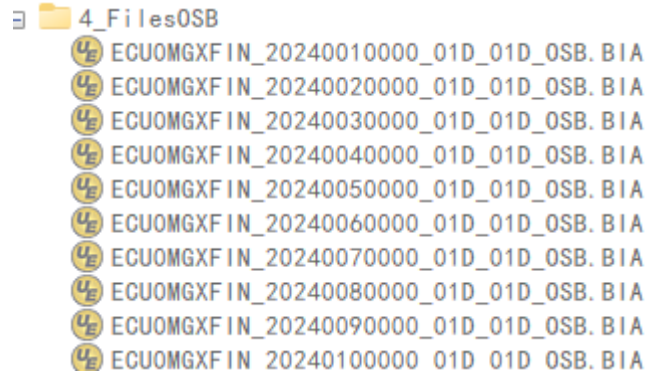 4_FilesOSB
ECU0MGXFIN_20240010000_01D_01D_OSB.BIA
ECU0MGXFIN_20240020000_01D_01D_OSB.BIA
ECU0MGXFIN_20240030000_01D_01D_OSB.BIA
ECU0MGXFIN_20240040000_01D_01D_OSB.BIA
ECU0MGXFIN_20240050000_01D_01D_OSB.BIA
ECU0MGXFIN_20240060000_01D_01D_OSB.BIA
ECU0MGXFIN_20240070000_01D_01D_OSB.BIA
ECU0MGXFIN_20240080000_01D_01D_OSB.BIA
ECU0MGXFIN_20240090000_01D_01D_OSB.BIA
ECU0MGXFIN_20240100000_01D_01D_OSB.BIA